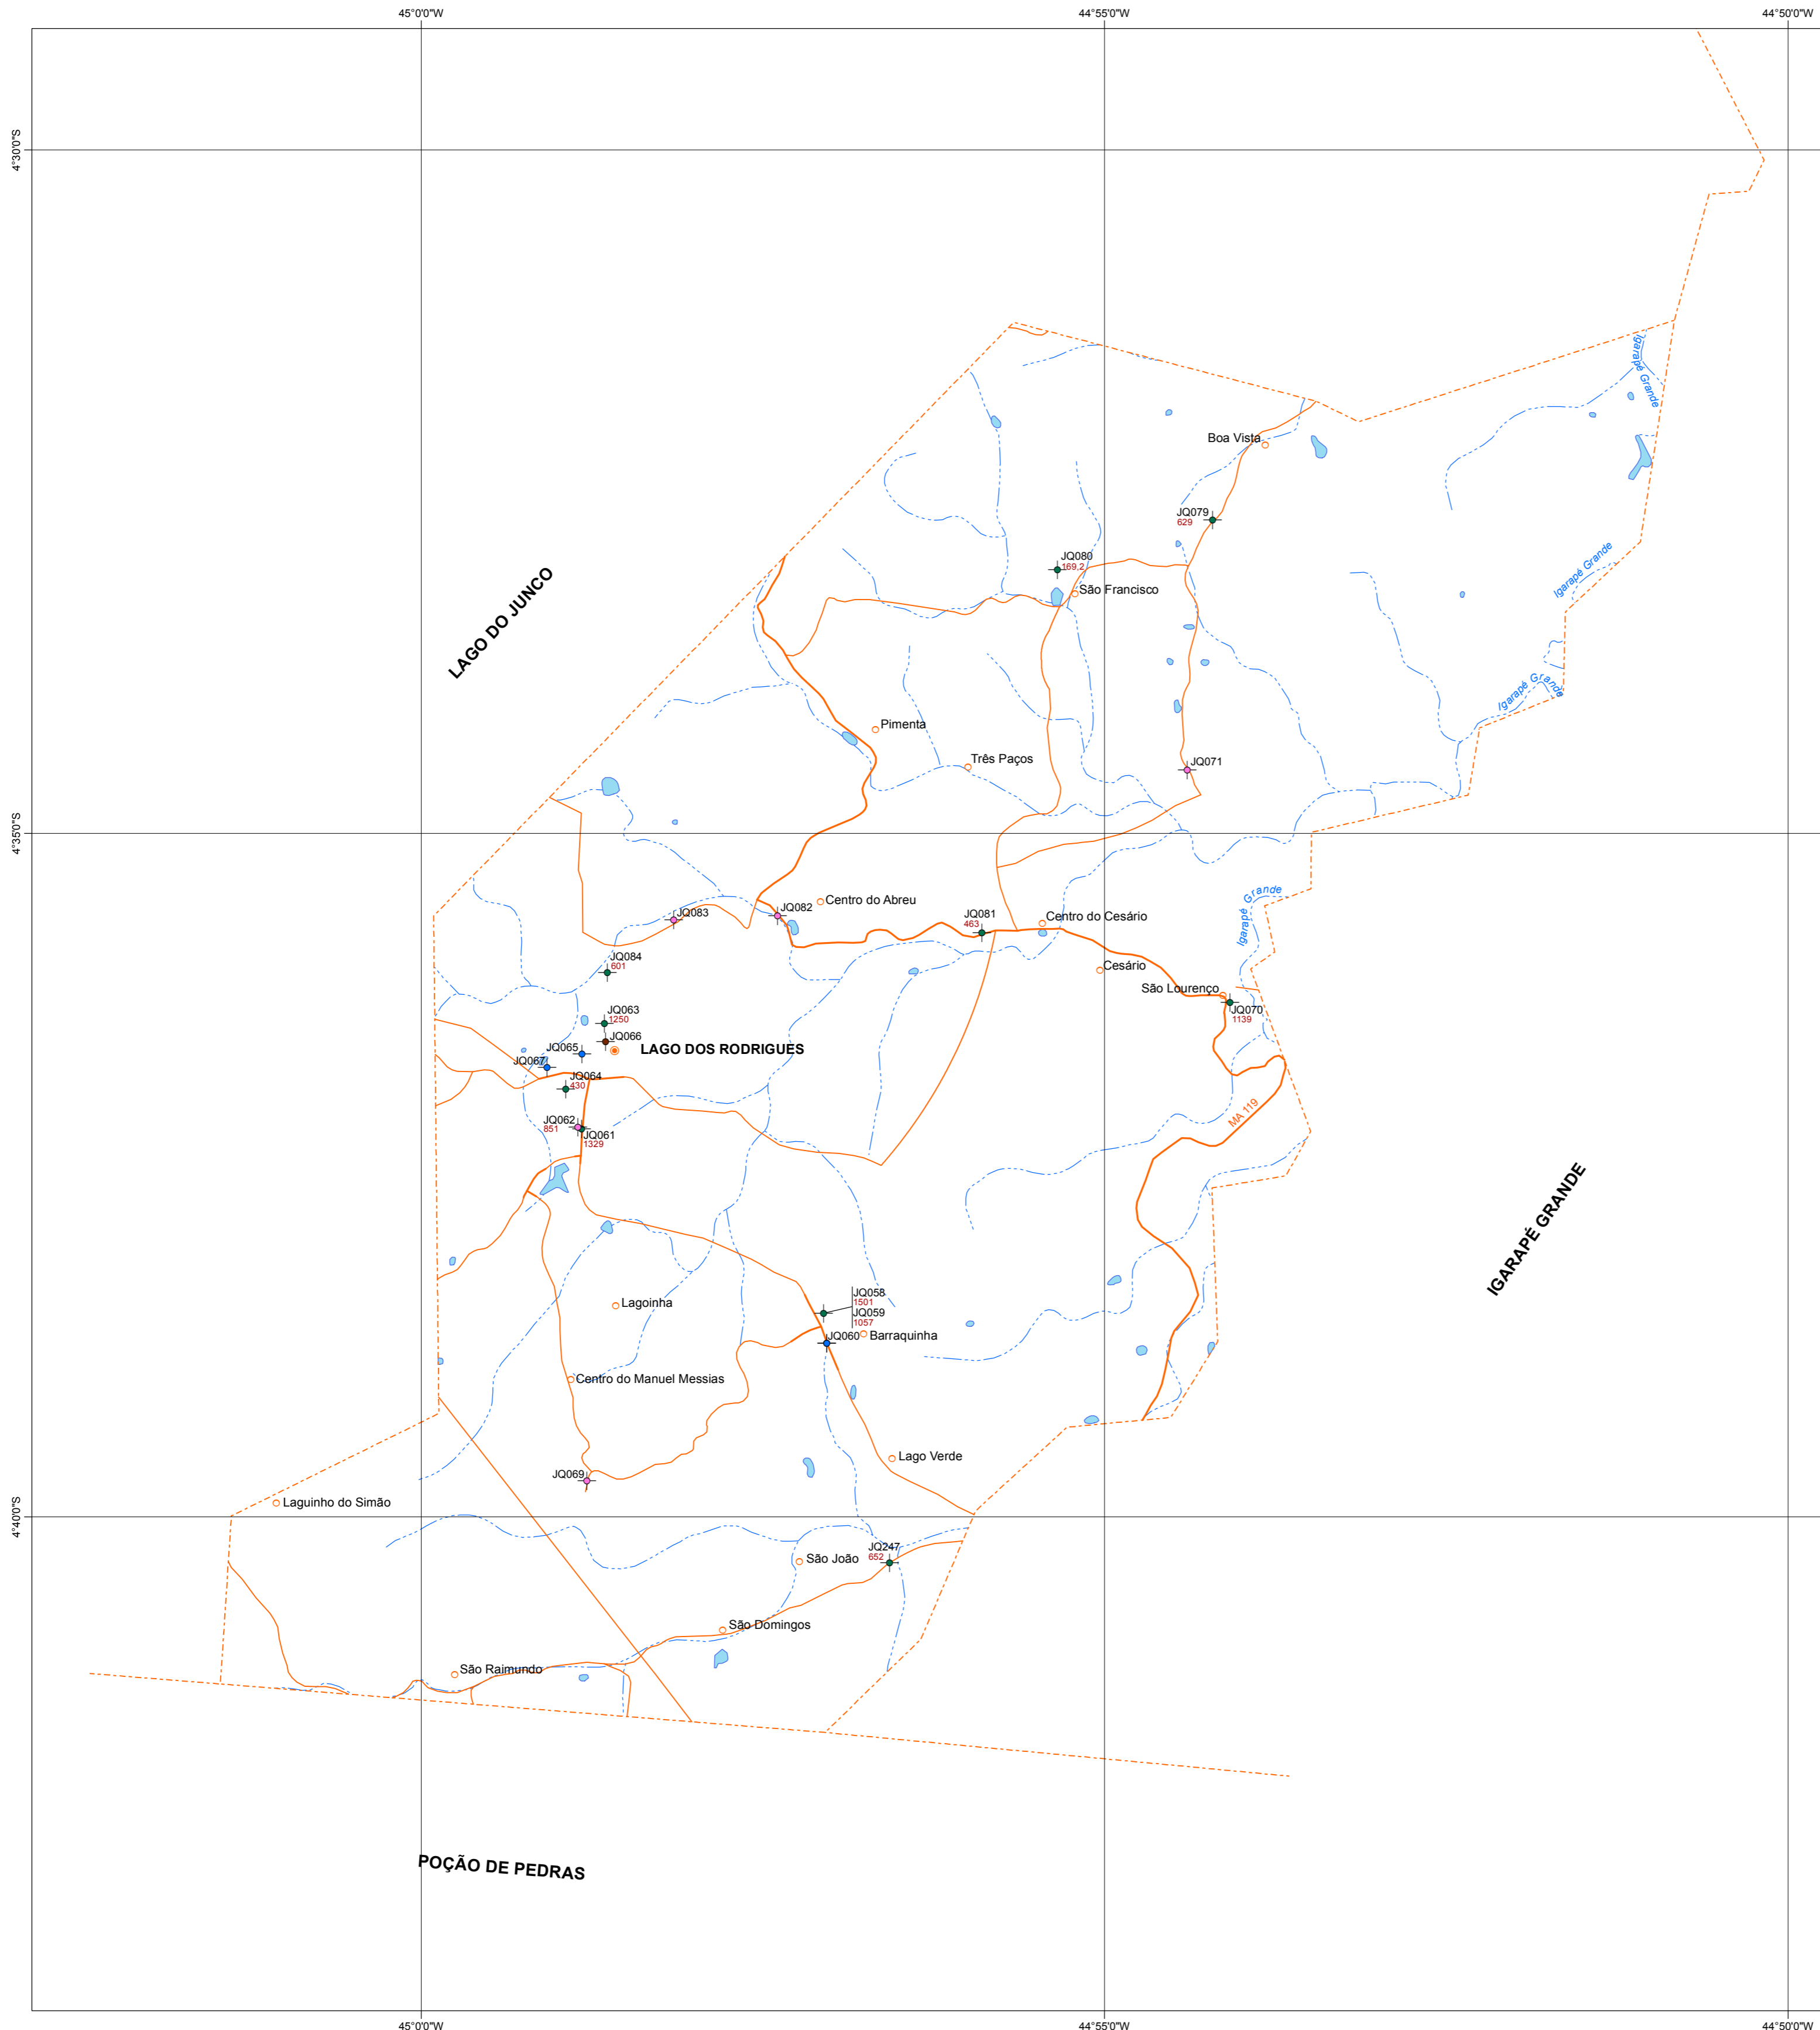 45°0'0"W
44°55'0"W
44°50'0"W
4°30'0"S
Igarapé Grande
Boa Vista
JQ079
629
JQ080
169,2
Igarapé Grande
São Francisco
LAGO DO JUNCO
Igarapé Grande
Pimenta
Três Paços
JQ071
4°35'0"S
Igarapé Grande
Centro do Abreu
JQ083
JQ082
JQ081
463
Centro do Cesário
JQ084
601
Cesário
São Lourenço
JQ070
1139
JQ063
1250
JQ066
JQ065
LAGO DOS RODRIGUES
JQ067
JQ064
430
MA 119
JQ062
851
JQ061
1329
IGARAPÉ GRANDE
JQ058
1501
JQ059
1057
Lagoinha
JQ060
Barraquinha
Centro do Manuel Messias
Lago Verde
JQ069
Laguinho do Simão
4°40'0"S
JQ247
652
São João
São Domingos
São Raimundo
POÇÃO DE PEDRAS
45°0'0"W
44°55'0"W
44°50'0"W